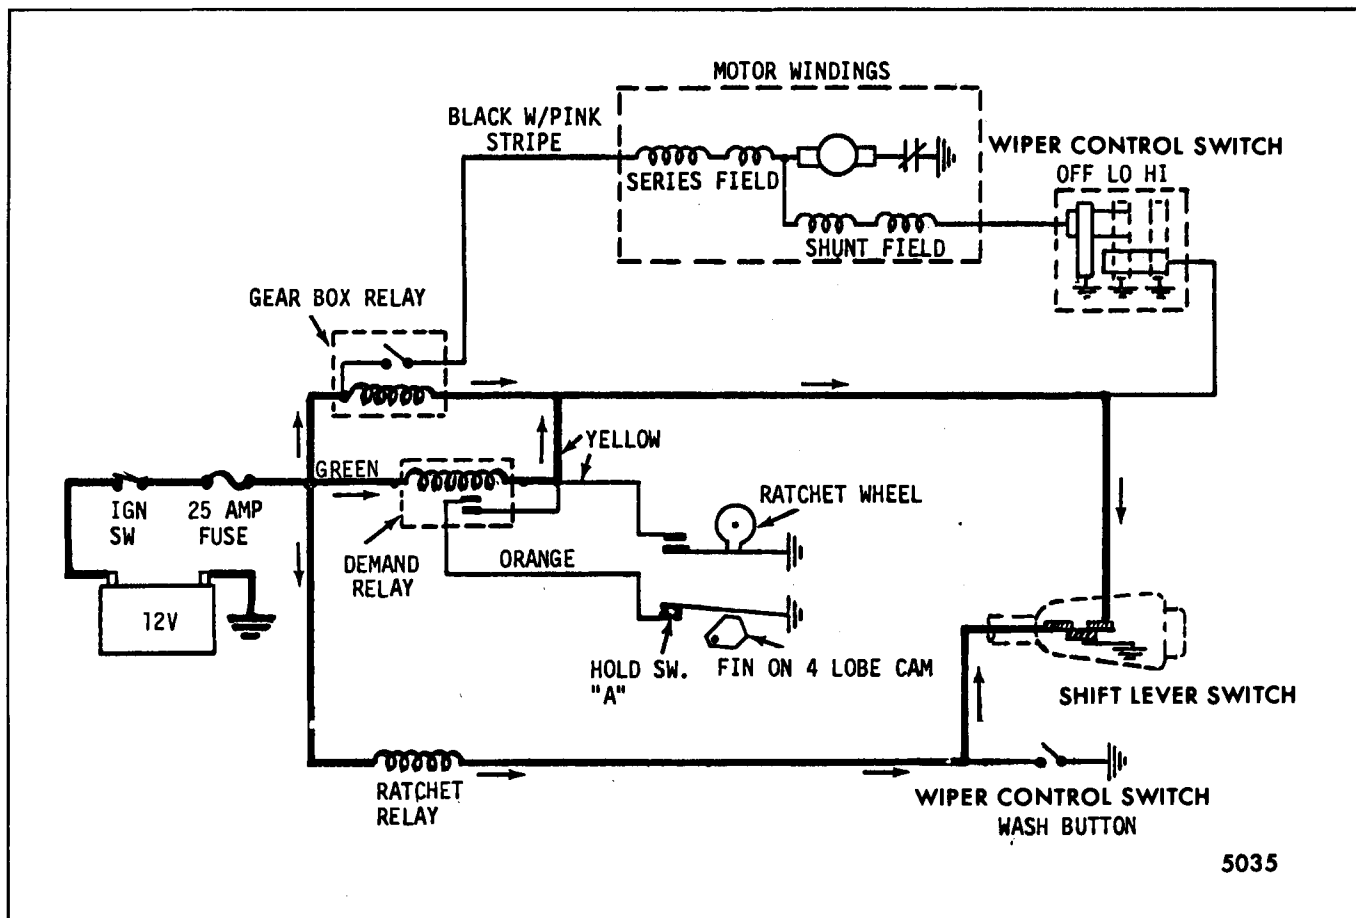 MOTOR WINDINGS
BLACK W/PINK
STRIPE
WIPER CONTROL SWITCH
OFF LO HI
SERIES FIELD
SHUNT FIELD
GEAR BOX RELAY
YELLOW
GREEN
RATCHET WHEEL
IGN
SW
25 AMP
FUSE
DEMAND
RELAY
ORANGE
12V
HOLD SW.
"A"
FIN ON 4 LOBE CAM
SHIFT LEVER SWITCH
RATCHET
RELAY
WIPER CONTROL SWITCH
WASH BUTTON
5035